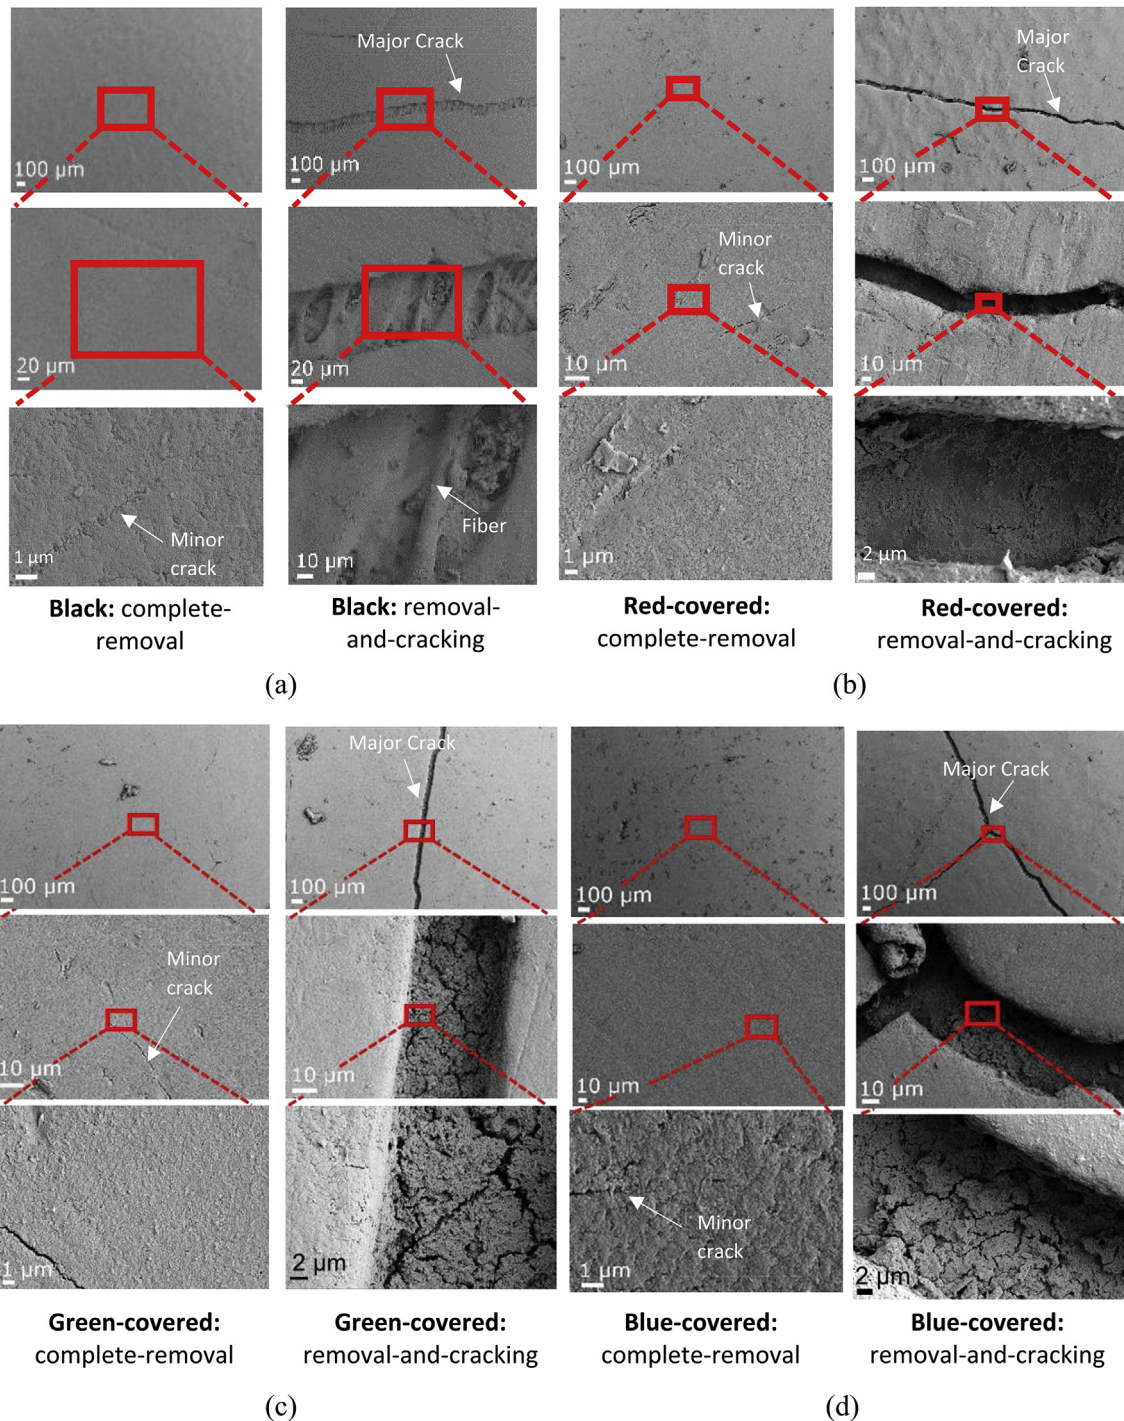 Major Crack
100 µm
100 µm
20 µm
20 µm
1 µm
Minor
crack
Fiber
10 µm
Black: complete-
removal
Black: removal-
and-cracking
(a)
Major
Crack
100 µm
100 µm
Minor
crack
10 µm
10 µm
1 µm
2 µm
Red-covered:
complete-removal
Red-covered:
removal-and-cracking
(b)
Major Crack
100 µm
100 µm
Minor
crack
10 µm
10 µm
1 µm
2 µm
Green-covered:
complete-removal
Green-covered:
removal-and-cracking
(c)
Major Crack
100 µm
100 µm
10 µm
10 µm
Minor
crack
1 µm
2 µm
Blue-covered:
complete-removal
Blue-covered:
removal-and-cracking
(d)